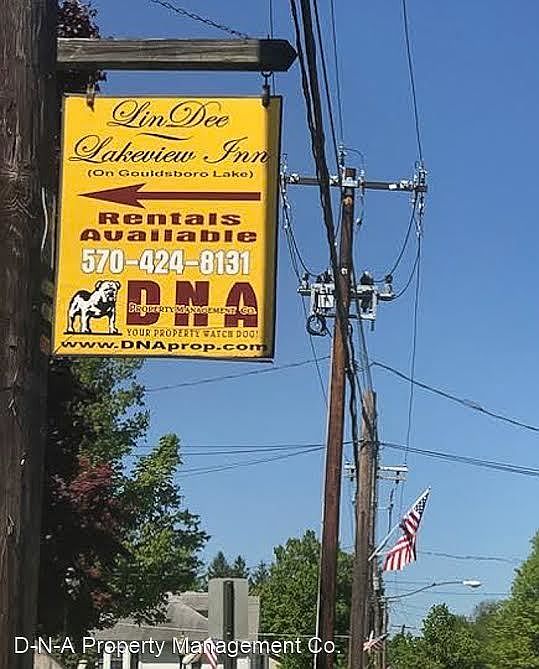 LinDee
Lakeview Inn
(On Gouldsboro Lake)
Rentals
Available
570-424-8131
DNA
PROPERTY MANAGEMENT CO.
YOUR PROPERTY WATCH DOG!
www.DNAprop.com
D-N-A Property Management Co.